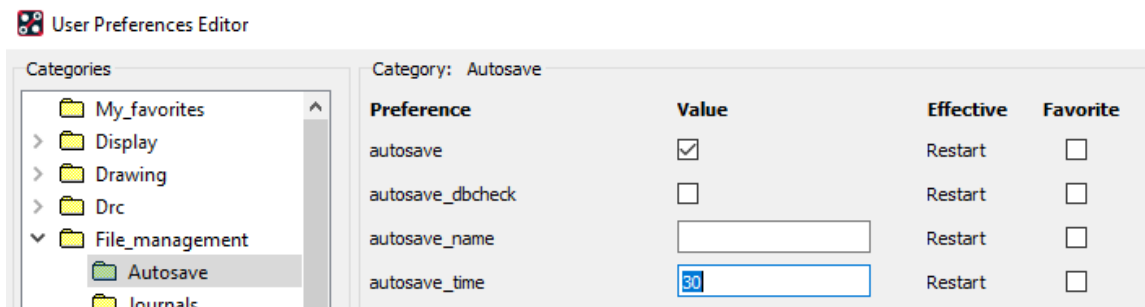 User Preferences Editor
Categories
My_favorites
Display
Drawing
Drc
File_management
Autosave
Journals
Category: Autosave
Preference Value Effective Favorite
autosave Restart
autosave_dbcheck Restart
autosave_name Restart
autosave_time 30 Restart